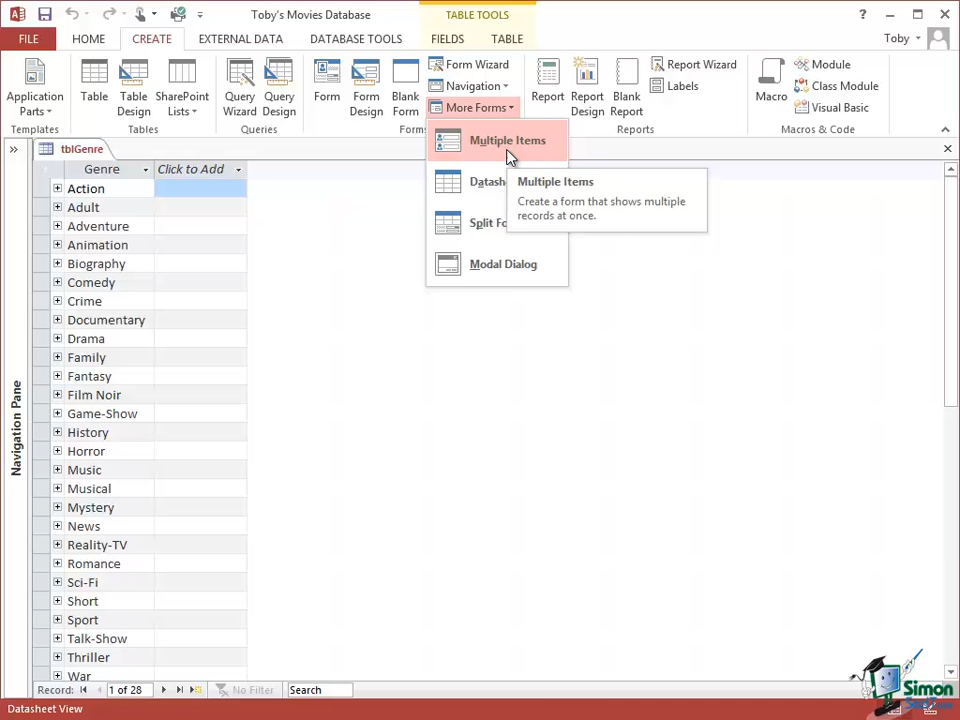 Toby's Movies Database
TABLE TOOLS
?
FILE
HOME
CREATE
EXTERNAL DATA
DATABASE TOOLS
FIELDS
TABLE
Toby
Application Parts
Templates
Table
Table Design
SharePoint Lists
Tables
Query Wizard
Query Design
Queries
Form
Form Design
Blank Form
Form Wizard
Navigation
More Forms
Forms
Report
Report Design
Blank Report
Report Wizard
Labels
Reports
Macro
Module
Class Module
Visual Basic
Macros & Code
Multiple Items
Datash
Split Fo
Modal Dialog
Multiple Items
Create a form that shows multiple
records at once.
Navigation Pane
tblGenre
Genre
Click to Add
Action
Adult
Adventure
Animation
Biography
Comedy
Crime
Documentary
Drama
Family
Fantasy
Film Noir
Game-Show
History
Horror
Music
Musical
Mystery
News
Reality-TV
Romance
Sci-Fi
Short
Sport
Talk-Show
Thriller
War
Record: 1 of 28 No Filter Search
Datasheet View
Simon